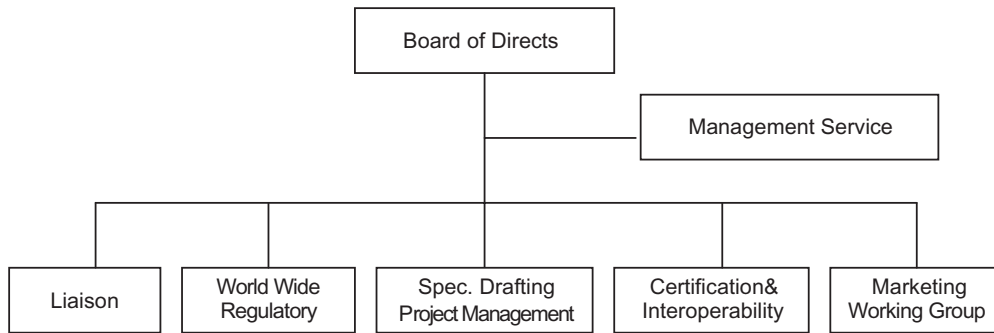 Board of Directs
Management Service
Liaison
World Wide
Regulatory
Spec. Drafting
Project Management
Certification&
Interoperability
Marketing
Working Group